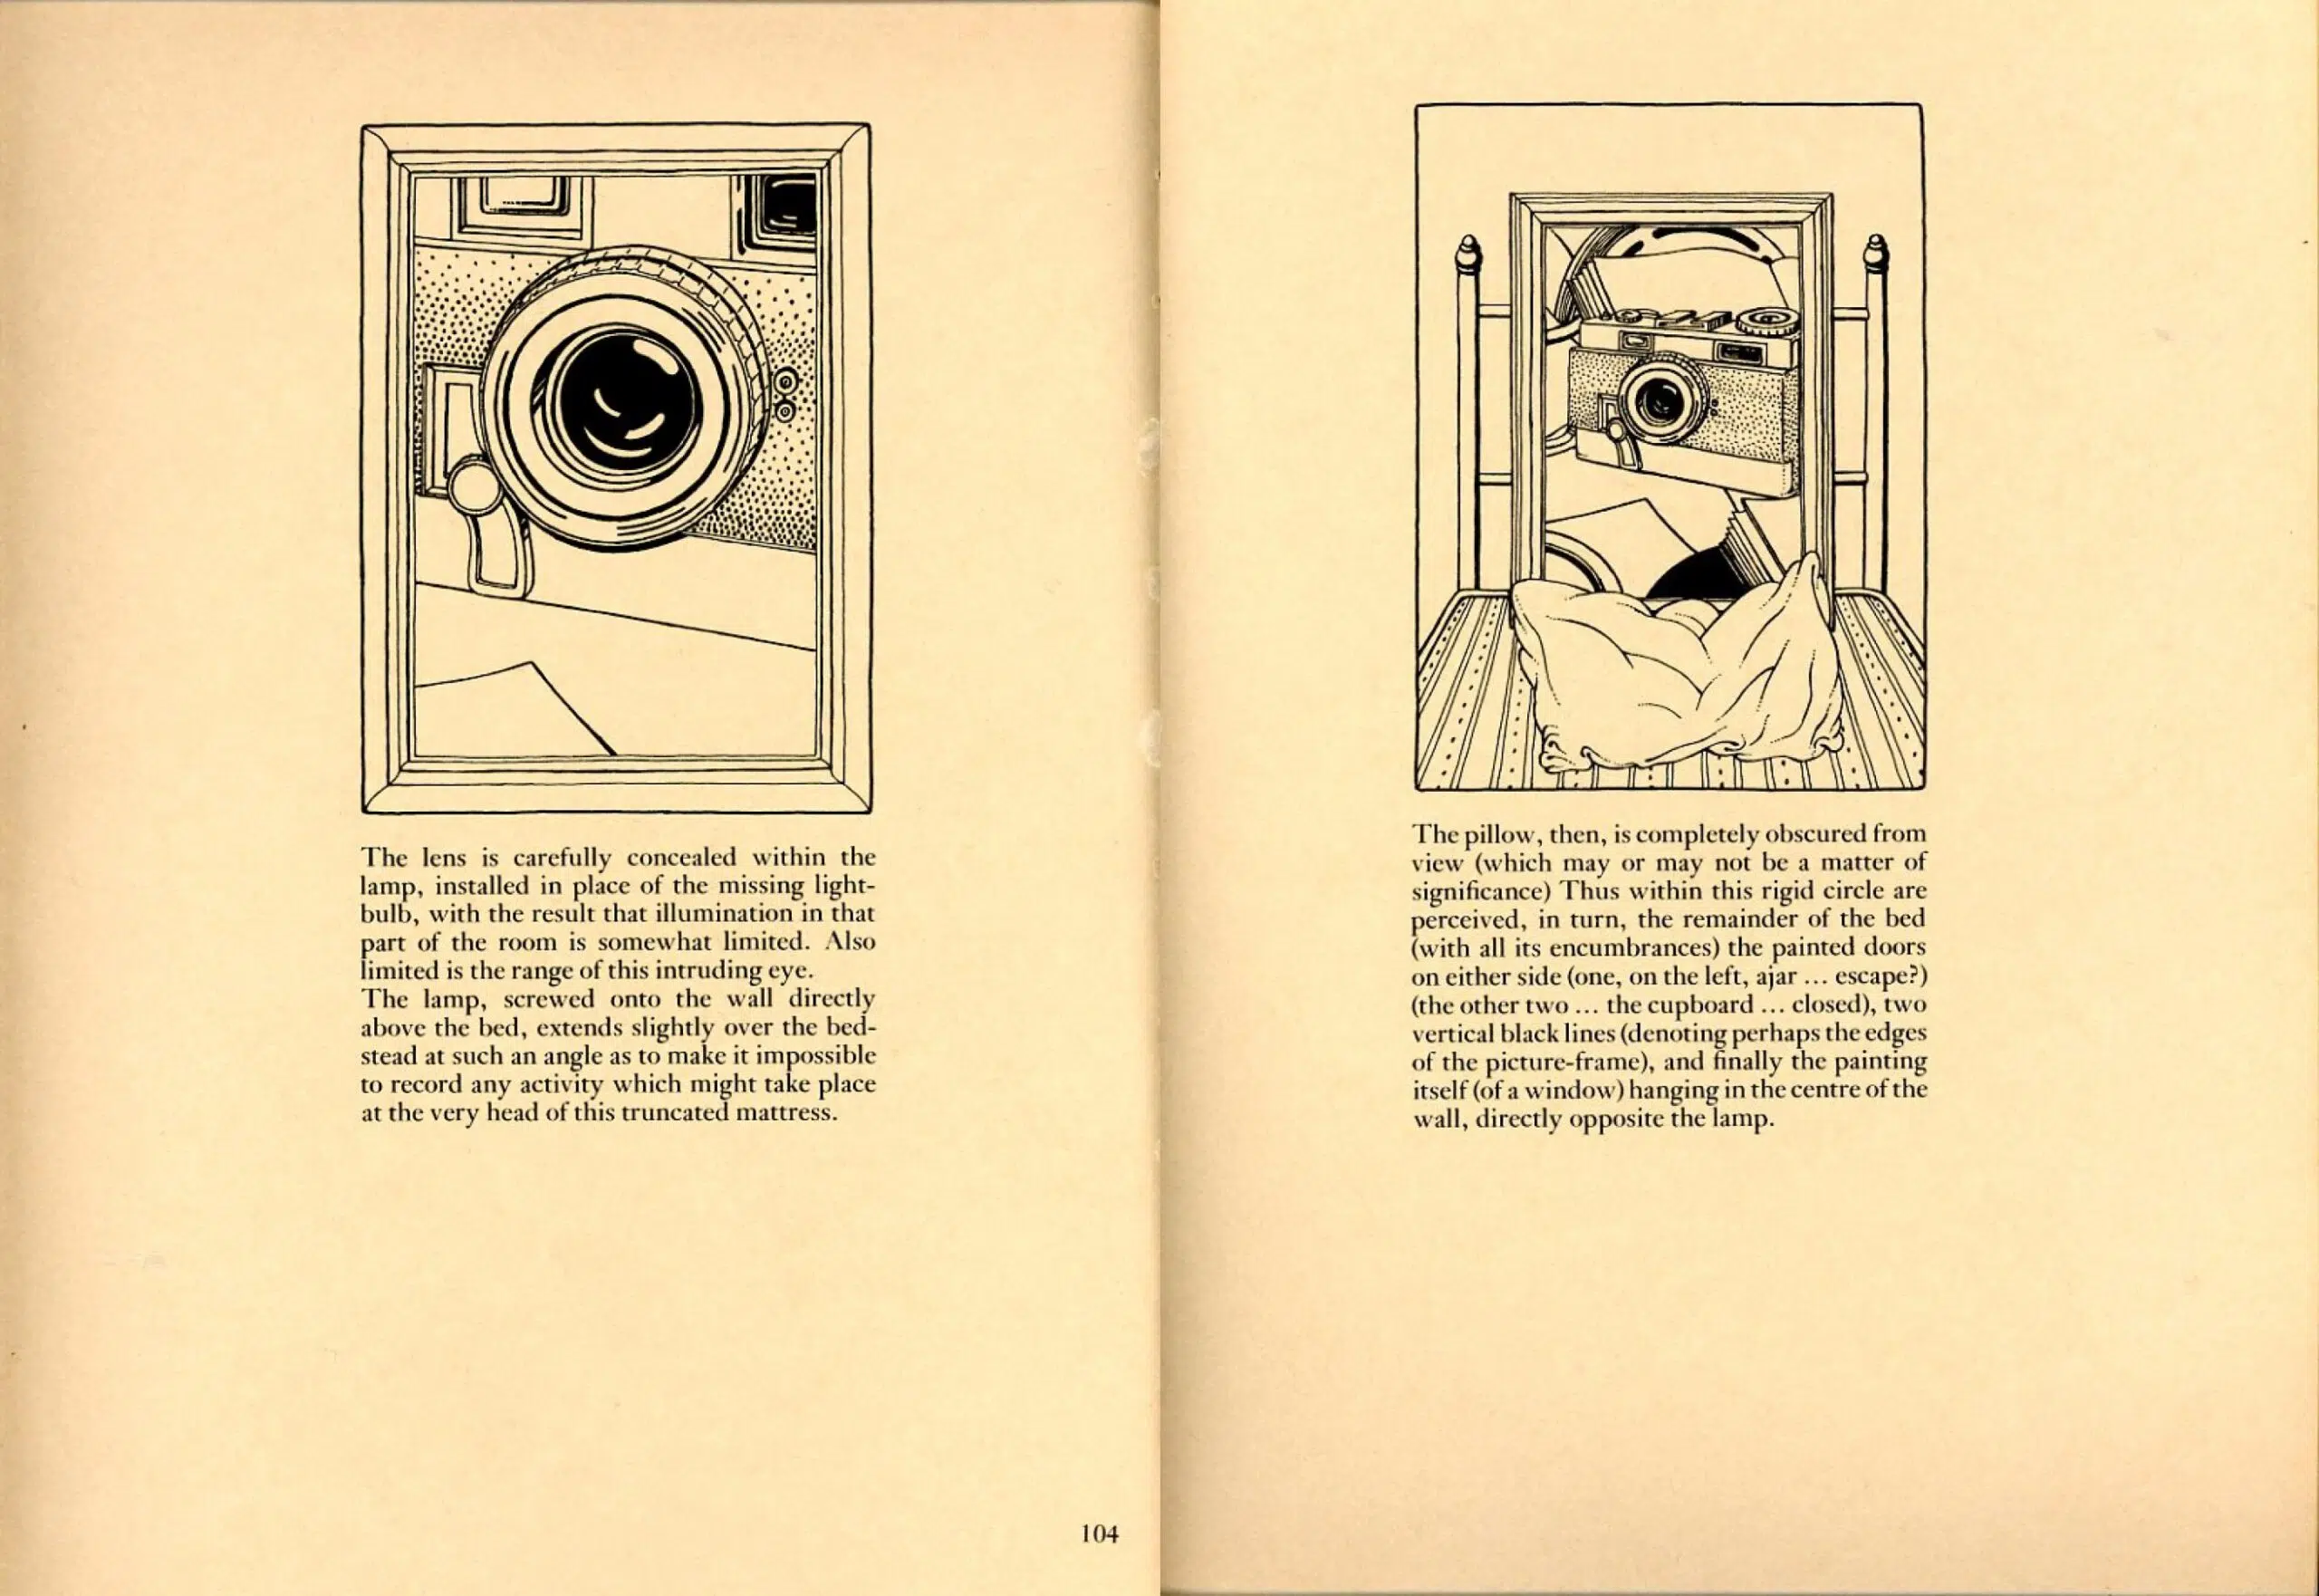 The lens is carefully concealed within the
lamp, installed in place of the missing light-
bulb, with the result that illumination in that
part of the room is somewhat limited. Also
limited is the range of this intruding eye.
The lamp, screwed onto the wall directly
above the bed, extends slightly over the bed-
stead at such an angle as to make it impossible
to record any activity which might take place
at the very head of this truncated mattress.
104
The pillow, then, is completely obscured from
view (which may or may not be a matter of
significance) Thus within this rigid circle are
perceived, in turn, the remainder of the bed
(with all its encumbrances) the painted doors
on either side (one, on the left, ajar ... escape?)
(the other two ... the cupboard ... closed), two
vertical black lines (denoting perhaps the edges
of the picture-frame), and finally the painting
itself (of a window) hanging in the centre of the
wall, directly opposite the lamp.